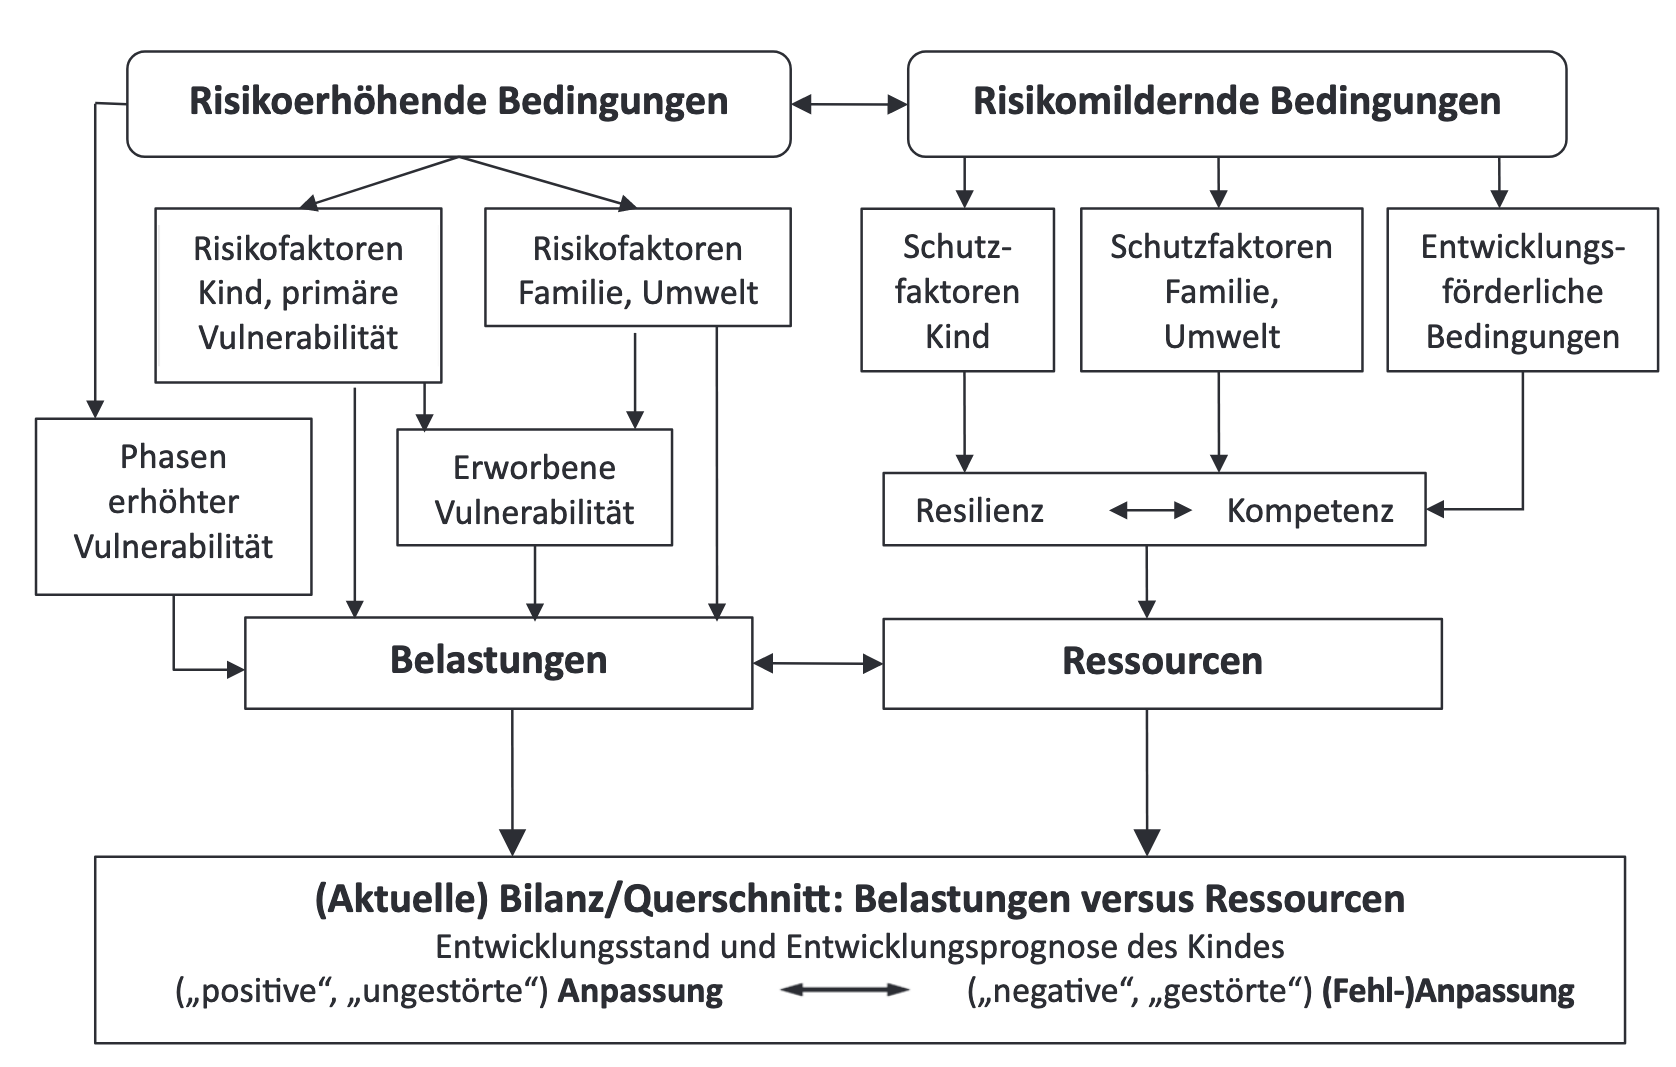 Risikoerhöhende Bedingungen
Risikomildernde Bedingungen
Risikofaktoren
Kind, primäre
Vulnerabilität
Risikofaktoren
Familie, Umwelt
Schutz-
faktoren
Kind
Schutzfaktoren
Familie,
Umwelt
Entwicklungs-
förderliche
Bedingungen
Phasen
erhöhter
Vulnerabilität
Erworbene
Vulnerabilität
Resilienz Kompetenz
Belastungen
Ressourcen
(Aktuelle) Bilanz/Querschnitt: Belastungen versus Ressourcen
Entwicklungsstand und Entwicklungsprognose des Kindes
(„positive“, „ungestörte“) Anpassung („negative“, „gestörte“) (Fehl-)Anpassung